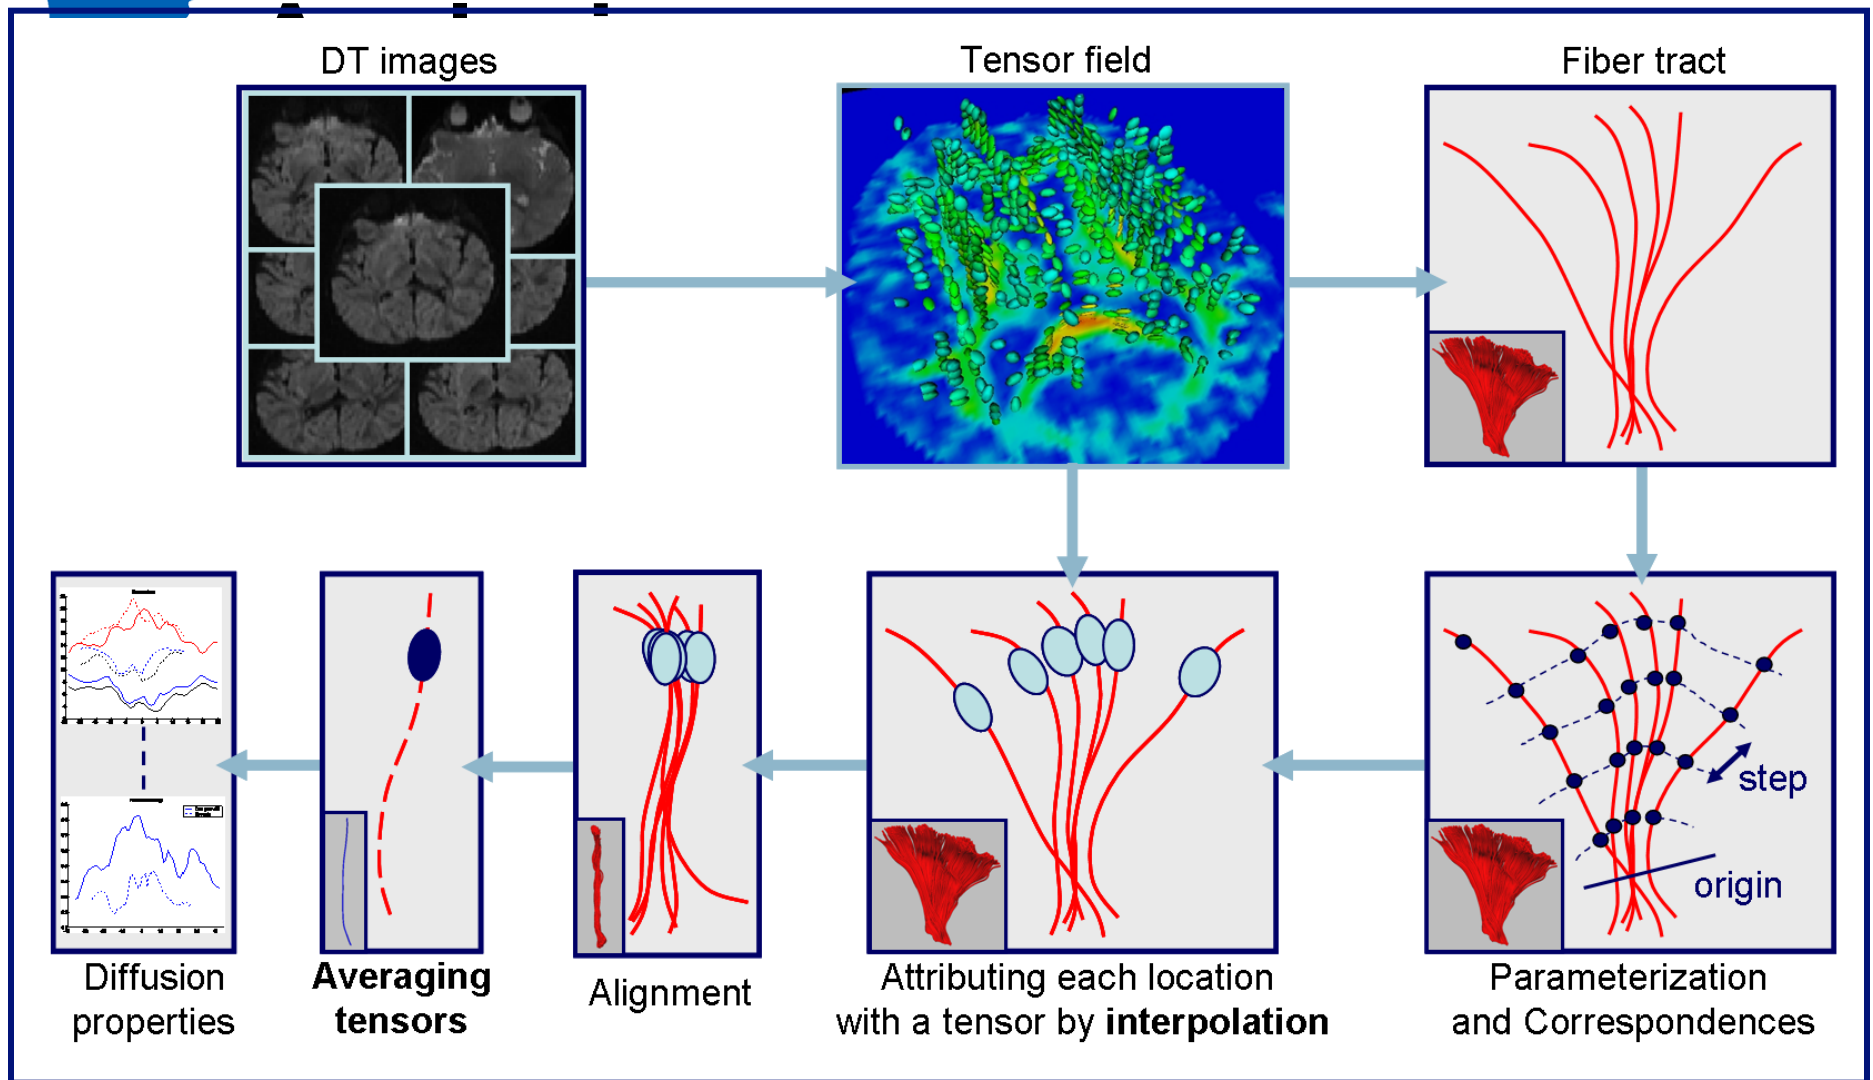 DT images
Tensor field
Fiber tract
step
origin
Diffusion
properties
Averaging
tensors
Alignment
Attributing each location
with a tensor by interpolation
Parameterization
and Correspondences